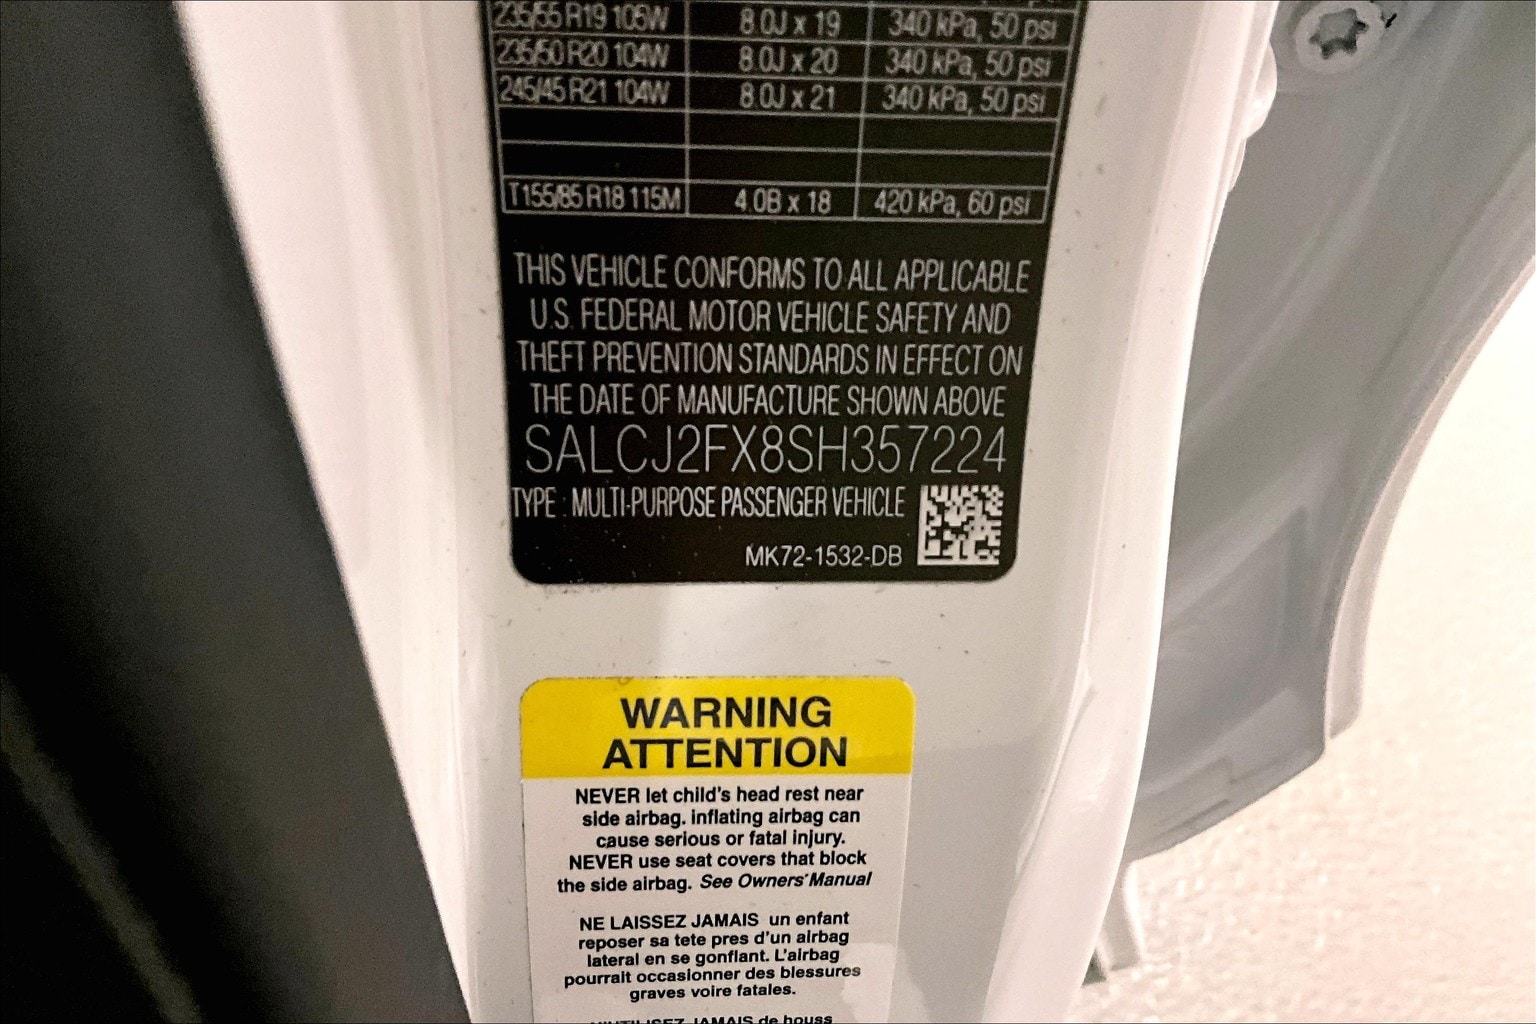 235/55 R19 105W 8.0J x 19 340 kPa, 50 psi
235/50 R20 104W 8.0J x 20 340 kPa, 50 psi
245/45 R21 104W 8.0J x 21 340 kPa, 50 psi
T155/85 R18 115M 4.0B x 18 420 kPa, 60 psi
THIS VEHICLE CONFORMS TO ALL APPLICABLE
U.S. FEDERAL MOTOR VEHICLE SAFETY AND
THEFT PREVENTION STANDARDS IN EFFECT ON
THE DATE OF MANUFACTURE SHOWN ABOVE
SALCJ2FX8SH357224
TYPE : MULTI-PURPOSE PASSENGER VEHICLE
MK72-1532-DB
WARNING
ATTENTION
NEVER let child's head rest near
side airbag. inflating airbag can
cause serious or fatal injury.
NEVER use seat covers that block
the side airbag. See Owners' Manual
NE LAISSEZ JAMAIS un enfant
reposer sa tete pres d'un airbag
lateral en se gonflant. L'airbag
pourrait occasionner des blessures
graves voire fatales.
N'UTILISEZ JAMAIS de houss